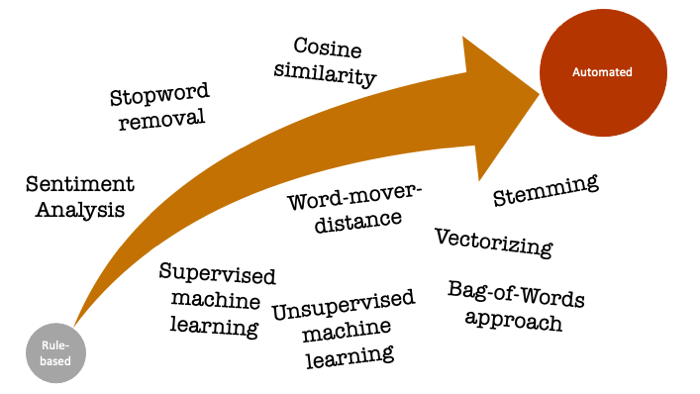 Cosine
similarity
Automated
Stopword
removal
Sentiment
Analysis
Word-mover-
distance
Stemming
Vectorizing
Supervised
machine
learning
Unsupervised
machine
learning
Bag-of-Words
approach
Rule-
based